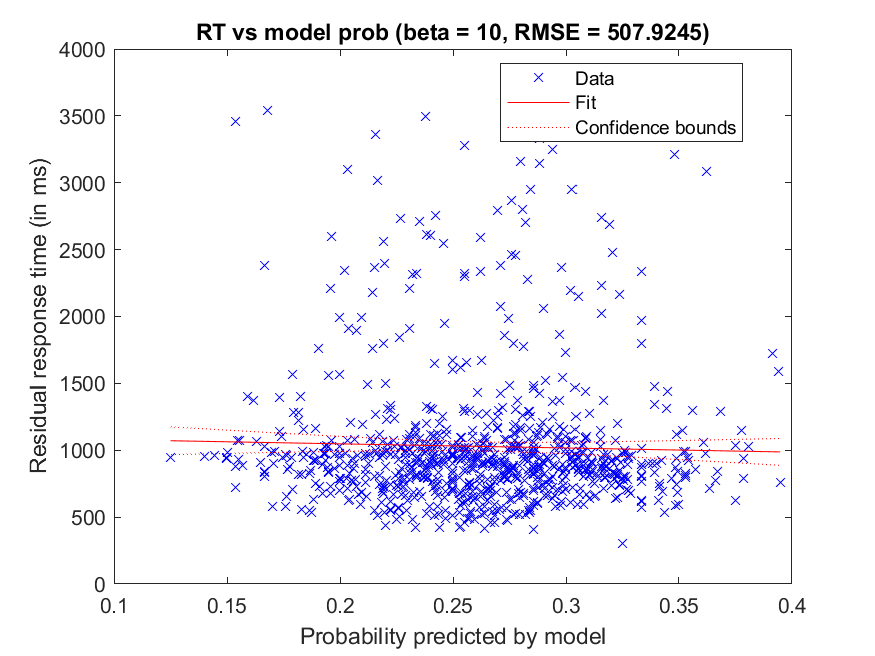 RT vs model prob (beta = 10, RMSE = 507.9245)
4000
3500
3000
2500
2000
1500
1000
500
0
Residual response time (in ms)
Data
Fit
Confidence bounds
0.1
0.15
0.2
0.25
0.3
0.35
0.4
Probability predicted by model